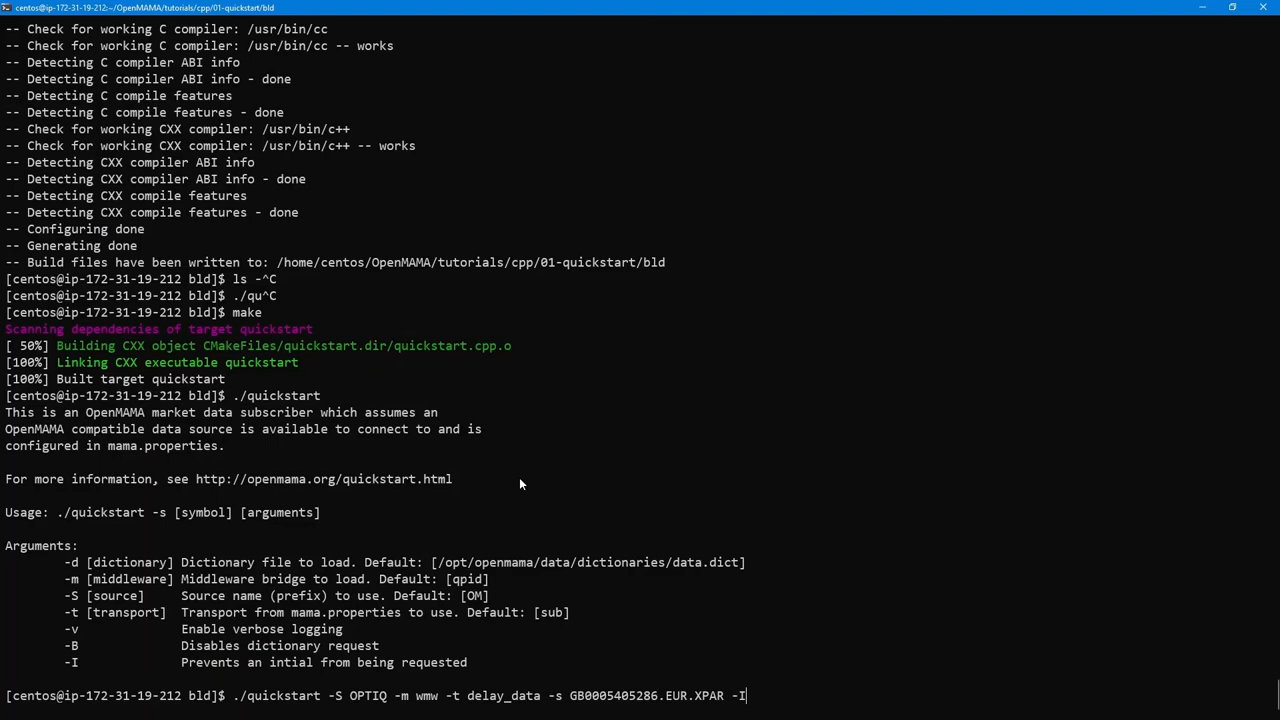 centos@ip-172-31-19-212:~/OpenMAMA/tutorials/cpp/01-quickstart/bld
-- Check for working C compiler: /usr/bin/cc
-- Check for working C compiler: /usr/bin/cc -- works
-- Detecting C compiler ABI info
-- Detecting C compiler ABI info - done
-- Detecting C compile features
-- Detecting C compile features - done
-- Check for working CXX compiler: /usr/bin/c++
-- Check for working CXX compiler: /usr/bin/c++ -- works
-- Detecting CXX compiler ABI info
-- Detecting CXX compiler ABI info - done
-- Detecting CXX compile features
-- Detecting CXX compile features - done
-- Configuring done
-- Generating done
-- Build files have been written to: /home/centos/OpenMAMA/tutorials/cpp/01-quickstart/bld
[centos@ip-172-31-19-212 bld]$ ls -^C
[centos@ip-172-31-19-212 bld]$ ./qu^C
[centos@ip-172-31-19-212 bld]$ make
Scanning dependencies of target quickstart
[ 50%] Building CXX object CMakeFiles/quickstart.dir/quickstart.cpp.o
[100%] Linking CXX executable quickstart
[100%] Built target quickstart
[centos@ip-172-31-19-212 bld]$ ./quickstart
This is an OpenMAMA market data subscriber which assumes an
OpenMAMA compatible data source is available to connect to and is
configured in mama.properties.
For more information, see http://openmama.org/quickstart.html
Usage: ./quickstart -s [symbol] [arguments]
Arguments:
-d [dictionary] Dictionary file to load. Default: [/opt/openmama/data/dictionaries/data.dict]
-m [middleware] Middleware bridge to load. Default: [qpid]
-S [source] Source name (prefix) to use. Default: [OM]
-t [transport] Transport from mama.properties to use. Default: [sub]
-v Enable verbose logging
-B Disables dictionary request
-I Prevents an intial from being requested
[centos@ip-172-31-19-212 bld]$ ./quickstart -S OPTIQ -m wmw -t delay_data -s GB0005405286.EUR.XPAR -I